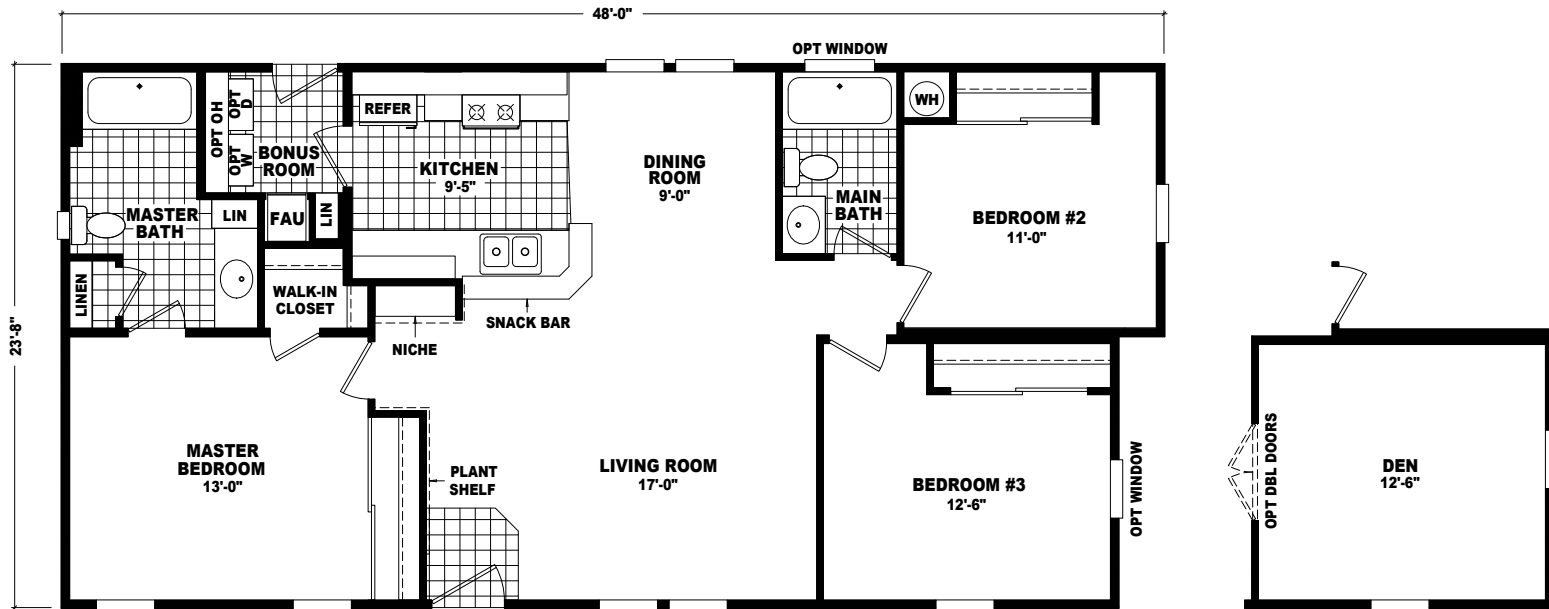 48'-0"
OPT WINDOW
23'-8"
OPT OH
OPT
D
OPT
W
BONUS
ROOM
REFER
KITCHEN
9'-5"
DINING
ROOM
9'-0"
WH
MAIN
BATH
BEDROOM #2
11'-0"
MASTER
BATH
LIN
FAU
LIN
LINEN
WALK-IN
CLOSET
SNACK BAR
NICHE
MASTER
BEDROOM
13'-0"
PLANT
SHELF
LIVING ROOM
17'-0"
BEDROOM #3
12'-6"
OPT WINDOW
OPT DBL DOORS
DEN
12'-6"